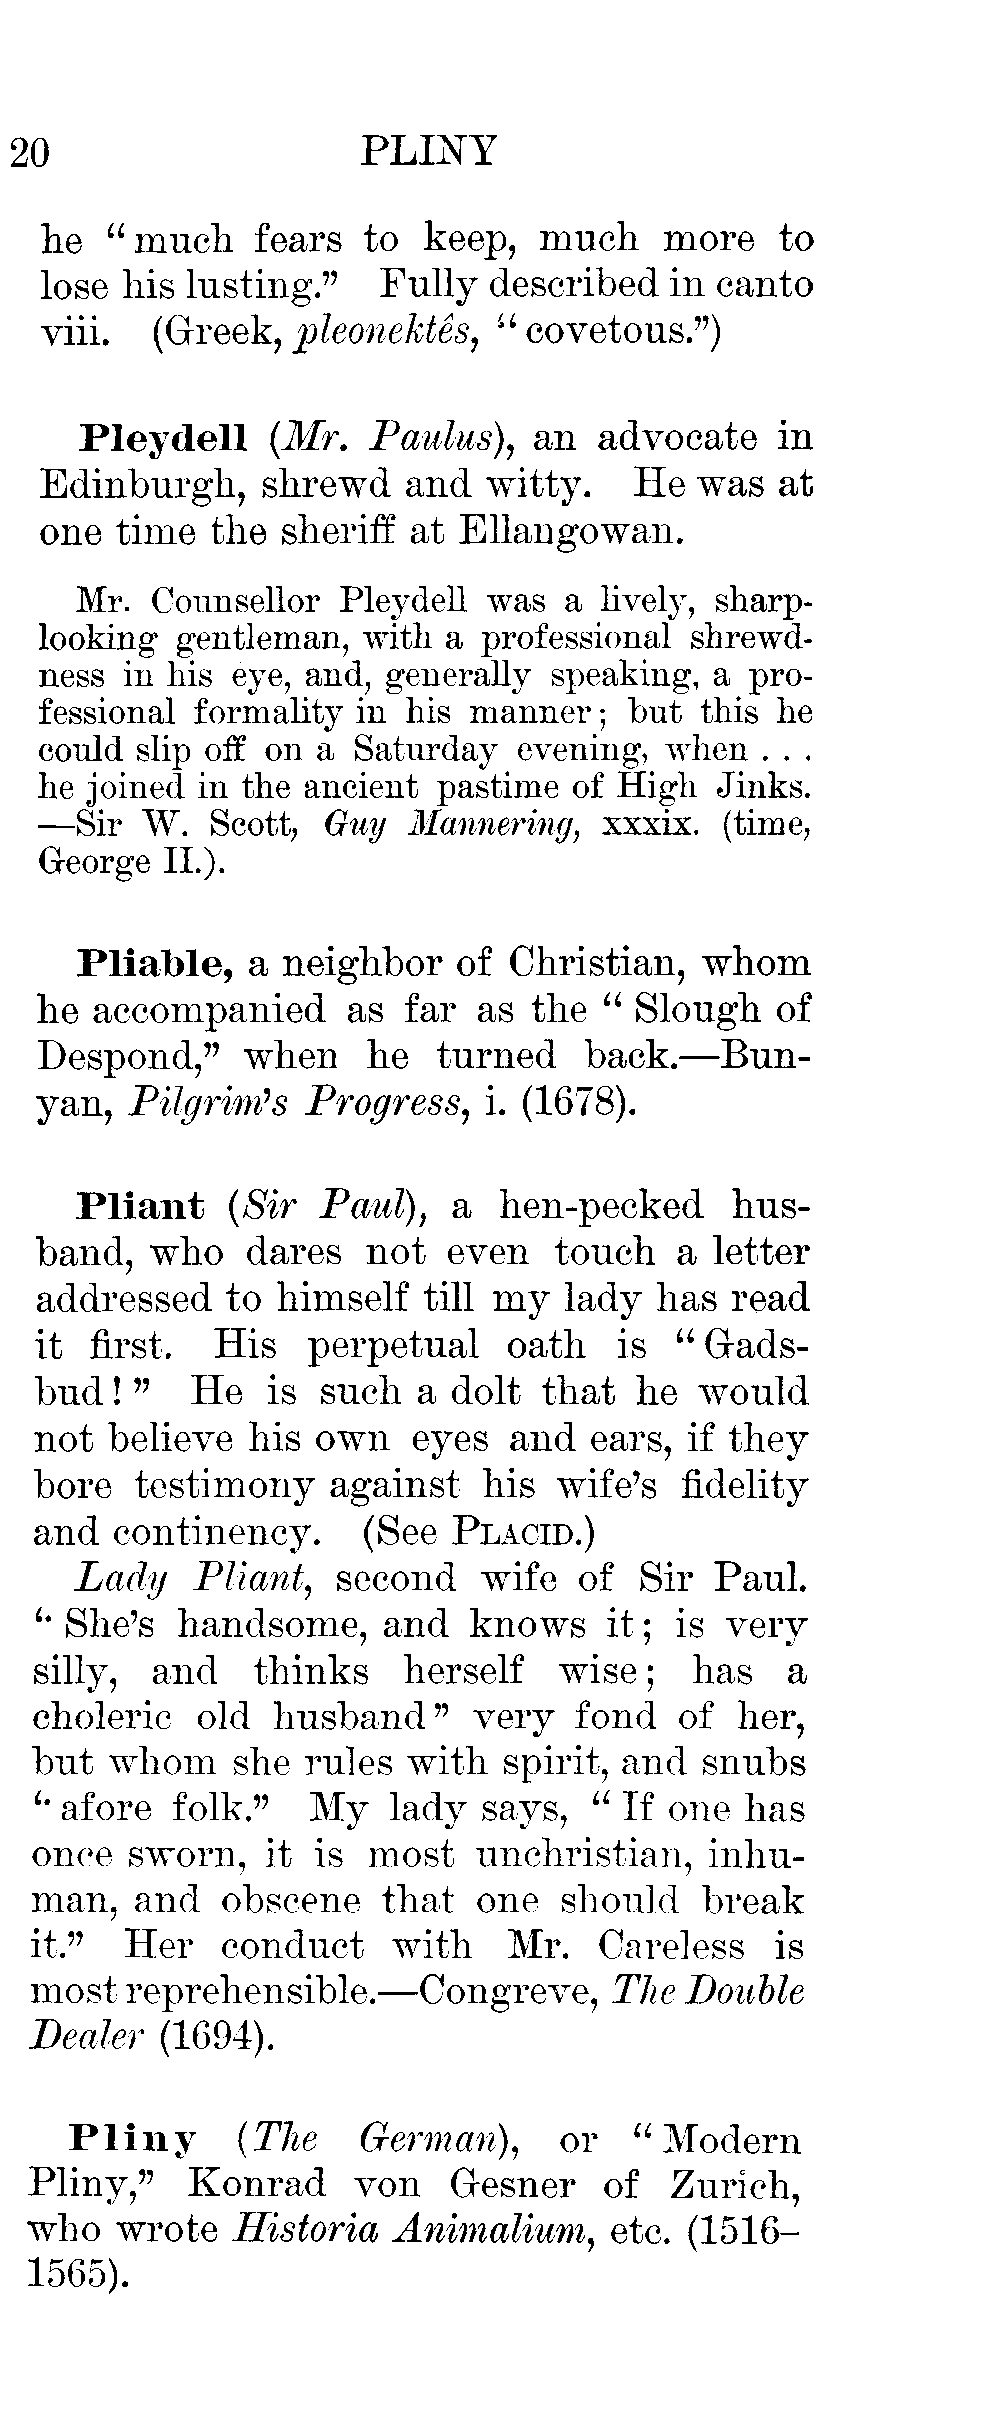 20 PLINY
he "much fears to keep, much more to
lose his lusting." Fully described in canto
viii. (Greek, pleonektês, "covetous.")
Pleydell (Mr. Paulus), an advocate in
Edinburgh, shrewd and witty. He was at
one time the sheriff at Ellangowan.
Mr. Counsellor Pleydell was a lively, sharp-
looking gentleman, with a professional shrewd-
ness in his eye, and, generally speaking, a pro-
fessional formality in his manner; but this he
could slip off on a Saturday evening, when . . .
he joined in the ancient pastime of High Jinks.
—Sir W. Scott, Guy Mannering, xxxix. (time,
George II.).
Pliable, a neighbor of Christian, whom
he accompanied as far as the "Slough of
Despond," when he turned back.—Bun-
yan, Pilgrim's Progress, i. (1678).
Pliant (Sir Paul), a hen-pecked hus-
band, who dares not even touch a letter
addressed to himself till my lady has read
it first. His perpetual oath is "Gads-
bud!" He is such a dolt that he would
not believe his own eyes and ears, if they
bore testimony against his wife's fidelity
and continency. (See PLACID.)
Lady Pliant, second wife of Sir Paul.
"She's handsome, and knows it; is very
silly, and thinks herself wise; has a
choleric old husband" very fond of her,
but whom she rules with spirit, and snubs
"afore folk." My lady says, "If one has
once sworn, it is most unchristian, inhu-
man, and obscene that one should break
it." Her conduct with Mr. Careless is
most reprehensible.—Congreve, The Double
Dealer (1694).
Pliny (The German), or "Modern
Pliny," Konrad von Gesner of Zurich,
who wrote Historia Animalium, etc. (1516–
1565).